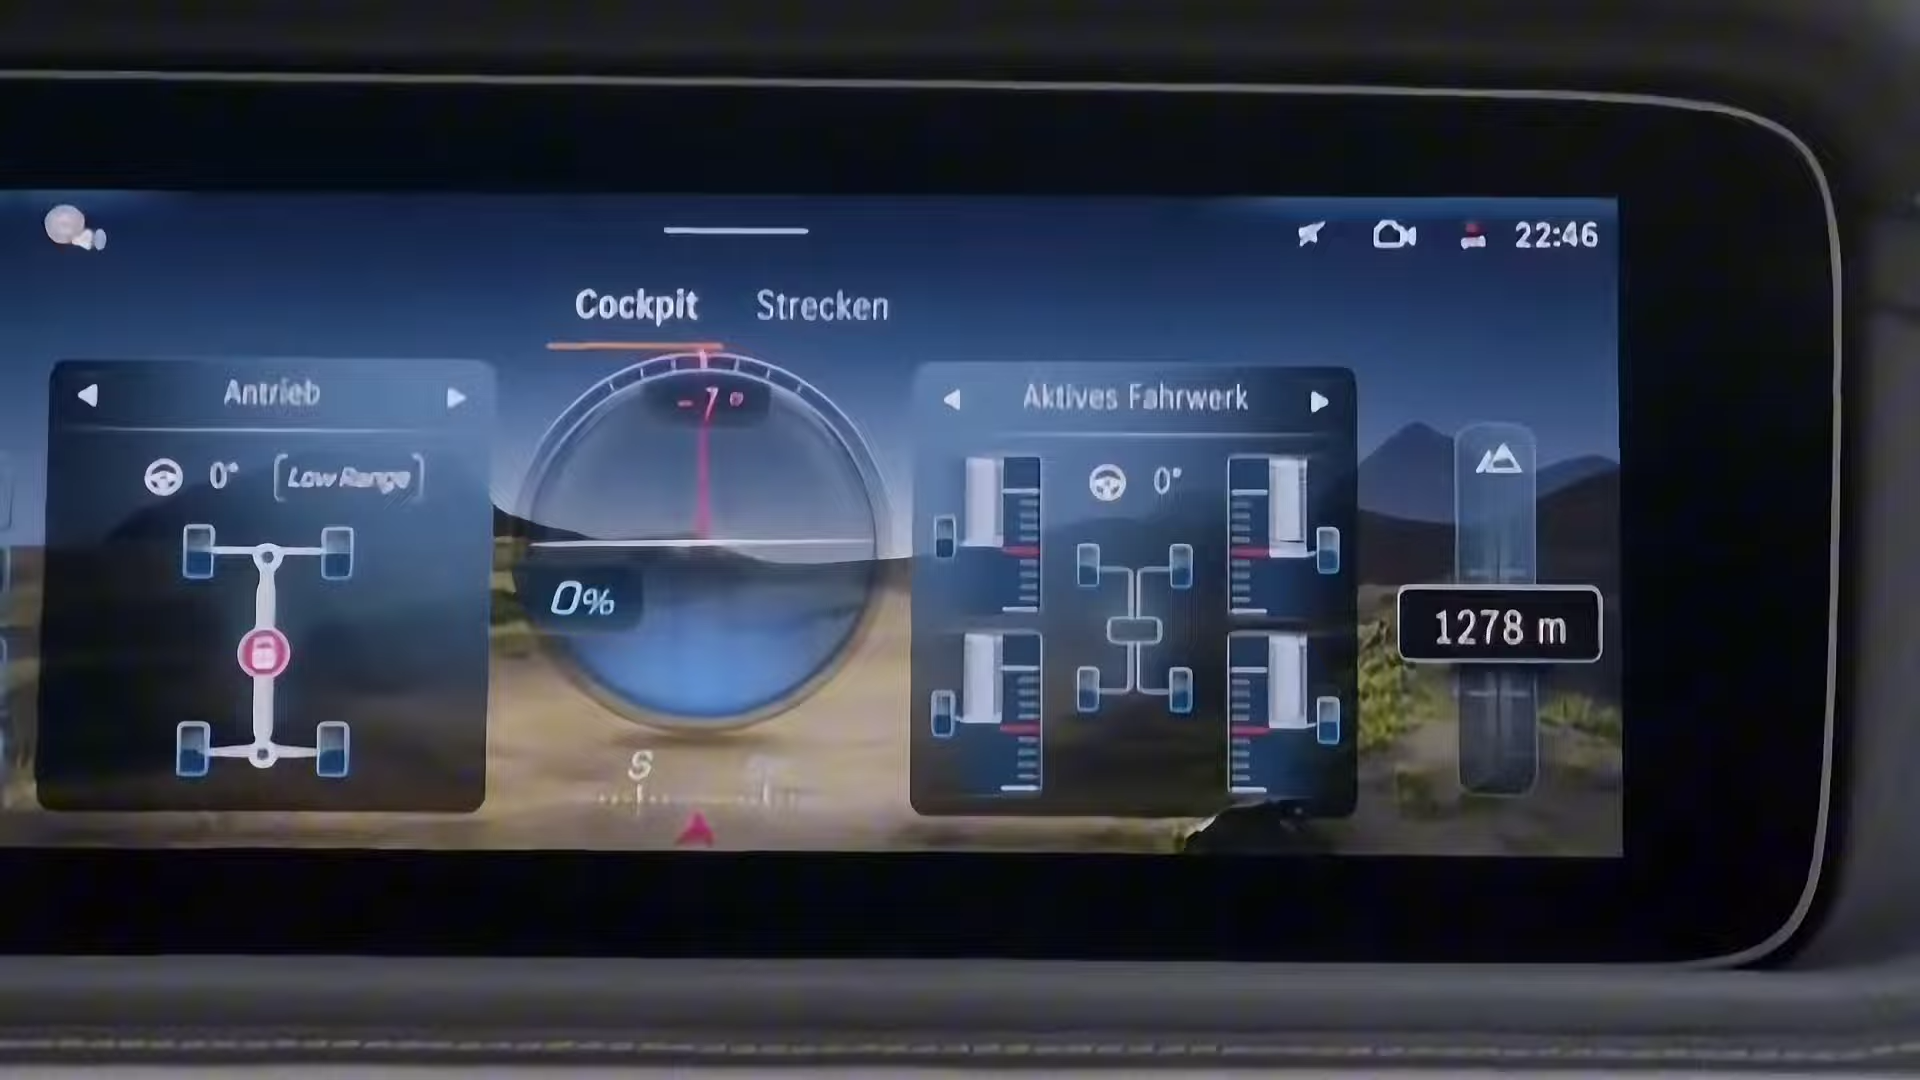 22:46
Cockpit Strecken
Antrieb
-7°
Aktives Fahrwerk
0° Low Range
0°
0%
1278 m
S